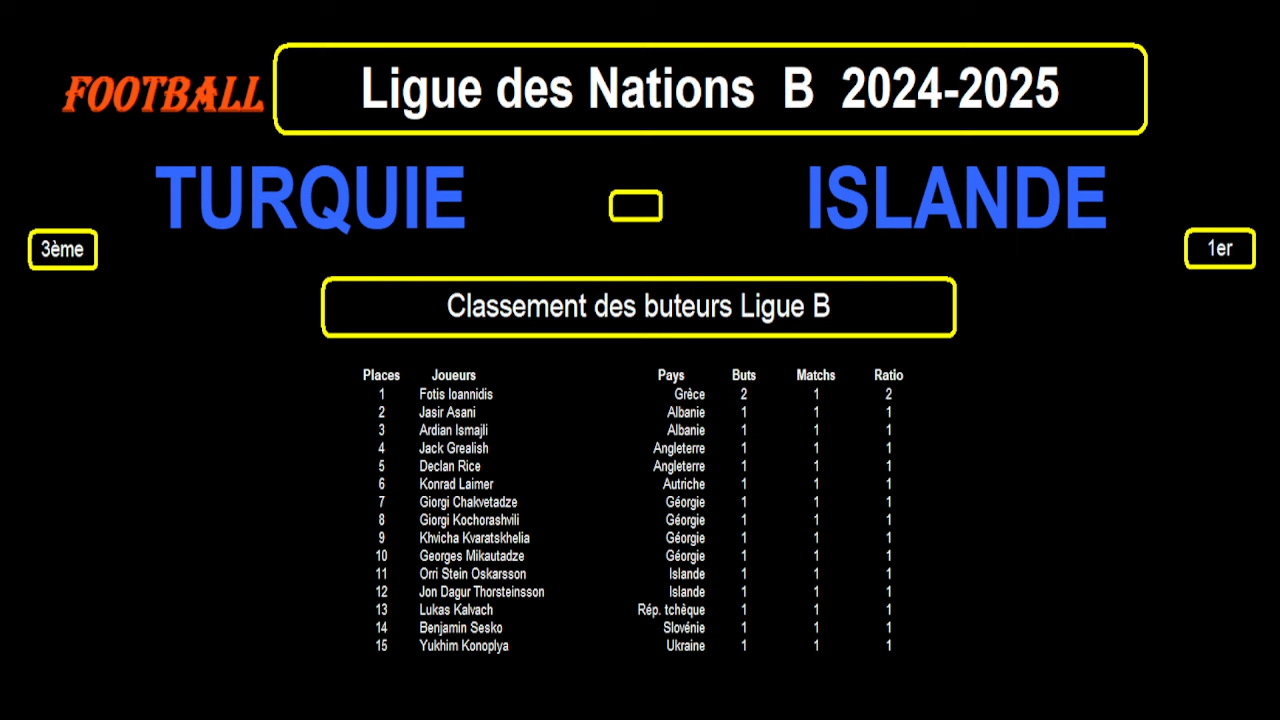 FOOTBALL
Ligue des Nations B 2024-2025
TURQUIE
ISLANDE
3ème
1er
Classement des buteurs Ligue B
Places Joueurs Pays Buts Matchs Ratio
1 Fotis Ioannidis Grèce 2 1 2
2 Jasir Asani Albanie 1 1 1
3 Ardian Ismajli Albanie 1 1 1
4 Jack Grealish Angleterre 1 1 1
5 Declan Rice Angleterre 1 1 1
6 Konrad Laimer Autriche 1 1 1
7 Giorgi Chakvetadze Géorgie 1 1 1
8 Giorgi Kochorashvili Géorgie 1 1 1
9 Khvicha Kvaratskhelia Géorgie 1 1 1
10 Georges Mikautadze Géorgie 1 1 1
11 Orri Stein Oskarsson Islande 1 1 1
12 Jon Dagur Thorsteinsson Islande 1 1 1
13 Lukas Kalvach Rép. tchèque 1 1 1
14 Benjamin Sesko Slovénie 1 1 1
15 Yukhim Konoplya Ukraine 1 1 1